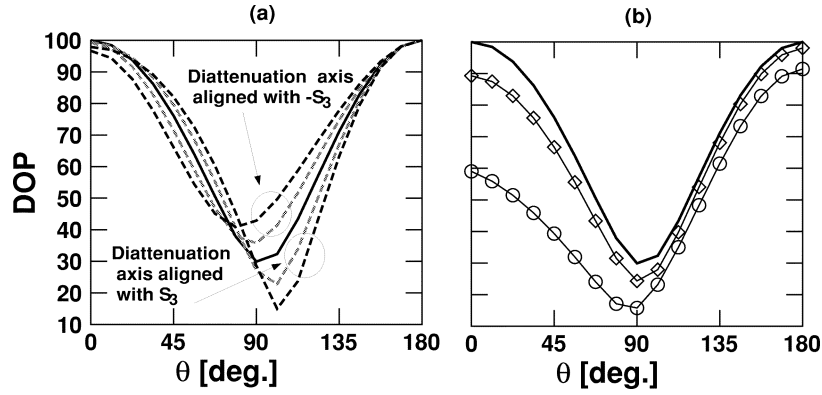 (a)
(b)
100
90
80
70
60
50
40
30
20
10
DOP
Diattenuation axis
aligned with -S3
Diattenuation
axis aligned
with S3
0
45
90
135
180
θ [deg.]
0
45
90
135
180
θ [deg.]